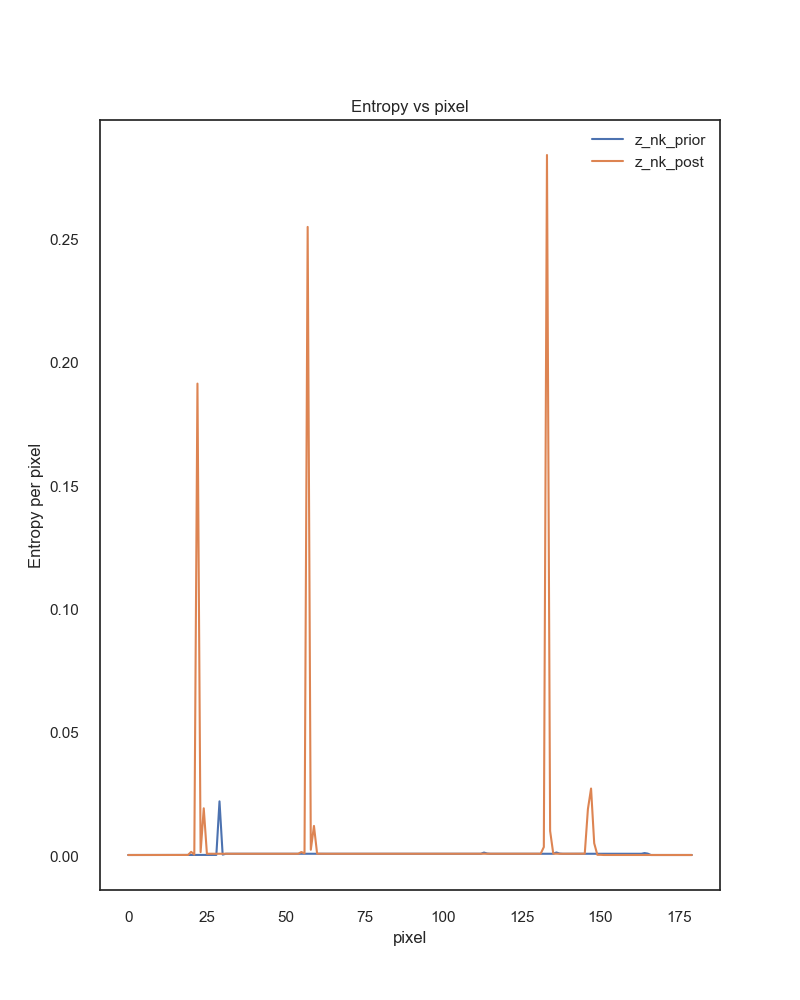 Entropy vs pixel
z_nk_prior
z_nk_post
0.25
0.20
0.15
0.10
0.05
0.00
Entropy per pixel
0 25 50 75 100 125 150 175
pixel